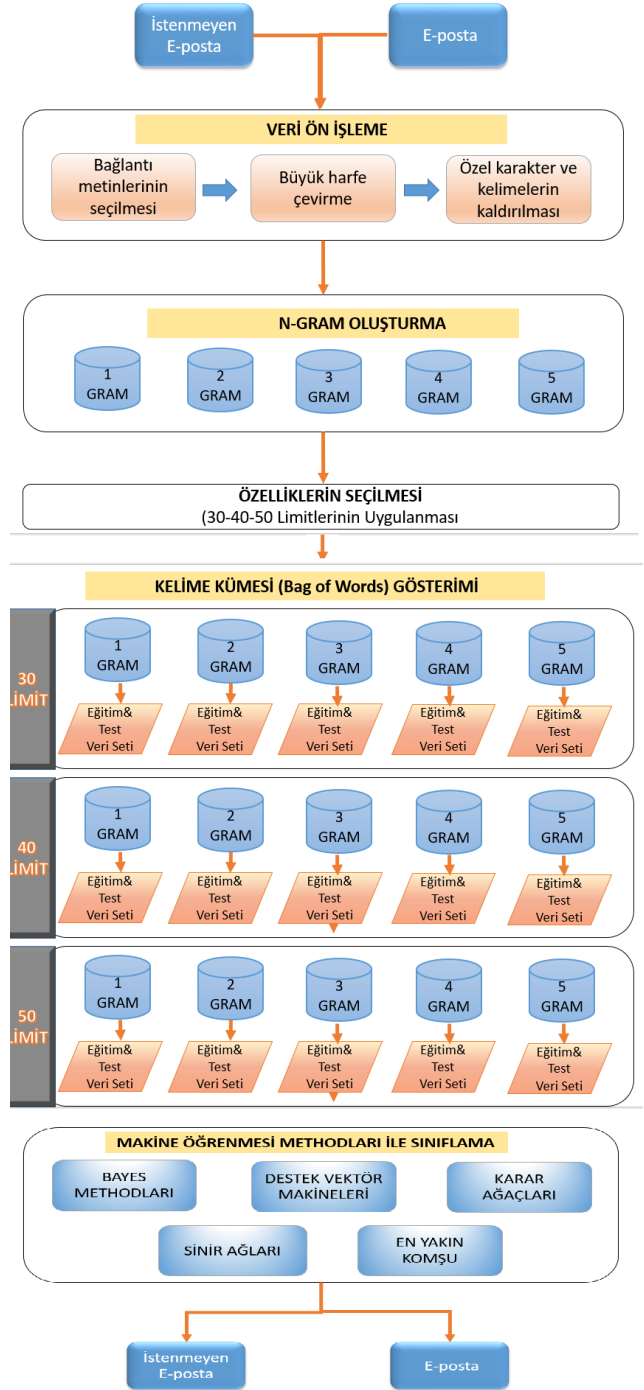 İstenmeyen
E-posta
E-posta
VERİ ÖN İŞLEME
Bağlantı
metinlerinin
seçilmesi
Büyük harfe
çevirme
Özel karakter ve
kelimelerin
kaldırılması
N-GRAM OLUŞTURMA
1
GRAM
2
GRAM
3
GRAM
4
GRAM
5
GRAM
ÖZELLİKLERİN SEÇİLMESİ
(30-40-50 Limitlerinin Uygulanması
KELİME KÜMESİ (Bag of Words) GÖSTERİMİ
30
LİMİT
1
GRAM
2
GRAM
3
GRAM
4
GRAM
5
GRAM
Eğitim&
Test
Veri Seti
Eğitim&
Test
Veri Seti
Eğitim&
Test
Veri Seti
Eğitim&
Test
Veri Seti
Eğitim&
Test
Veri Seti
40
LİMİT
1
GRAM
2
GRAM
3
GRAM
4
GRAM
5
GRAM
Eğitim&
Test
Veri Seti
Eğitim&
Test
Veri Seti
Eğitim&
Test
Veri Seti
Eğitim&
Test
Veri Seti
Eğitim&
Test
Veri Seti
50
LİMİT
1
GRAM
2
GRAM
3
GRAM
4
GRAM
5
GRAM
Eğitim&
Test
Veri Seti
Eğitim&
Test
Veri Seti
Eğitim&
Test
Veri Seti
Eğitim&
Test
Veri Seti
Eğitim&
Test
Veri Seti
MAKİNE ÖĞRENMESİ METHODLARI İLE SINIFLAMA
BAYES
METHODLARI
DESTEK VEKTÖR
MAKİNELERİ
KARAR
AĞAÇLARI
SİNİR AĞLARI
EN YAKIN
KOMŞU
İstenmeyen
E-posta
E-posta